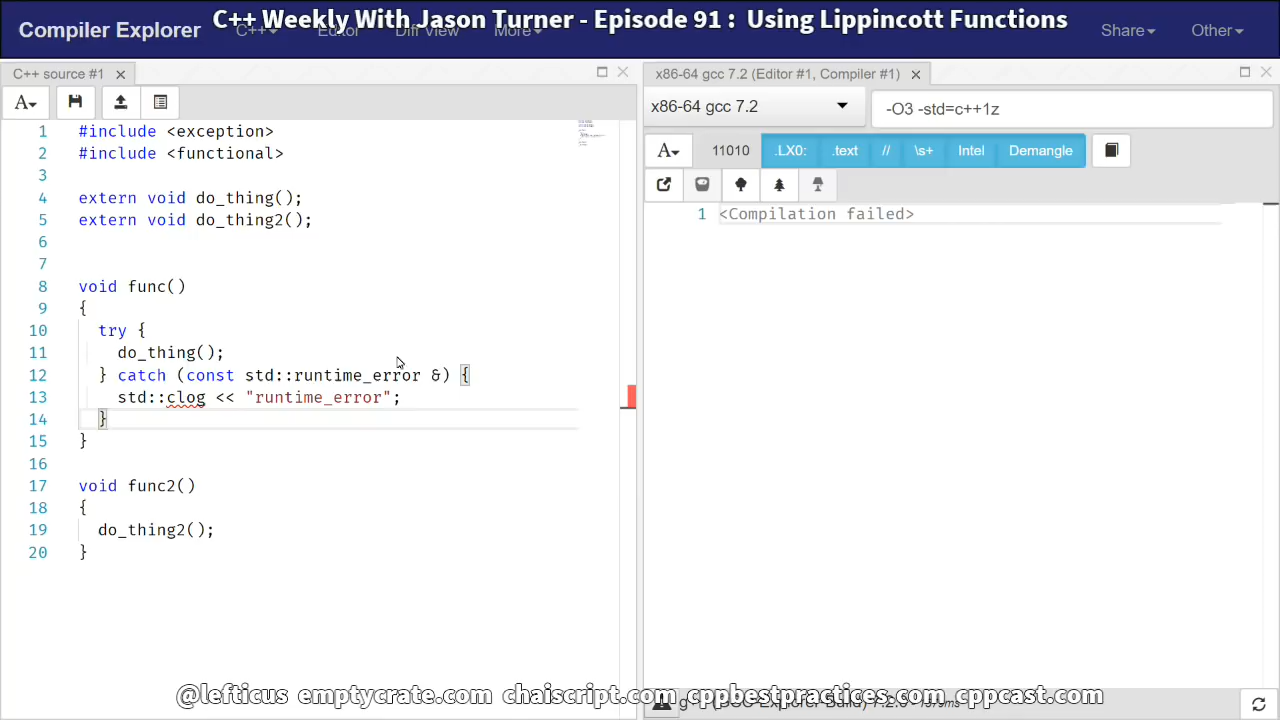 C++ Weekly With Jason Turner - Episode 91 : Using Lippincott Functions
Compiler Explorer C++ Editor Diff View More Share Other
C++ source #1
x86-64 gcc 7.2 (Editor #1, Compiler #1)
A
x86-64 gcc 7.2
-O3 -std=c++1z
A 11010 .LX0: .text // \s+ Intel Demangle
1 <Compilation failed>
1 #include <exception>
2 #include <functional>
3
4 extern void do_thing();
5 extern void do_thing2();
6
7
8 void func()
9 {
10 try {
11 do_thing();
12 } catch (const std::runtime_error &) {
13 std::clog << "runtime_error";
14 }
15 }
16
17 void func2()
18 {
19 do_thing2();
20 }
@lefticus emptycrate.com chaiscript.com cppbestpractices.com cppcast.com